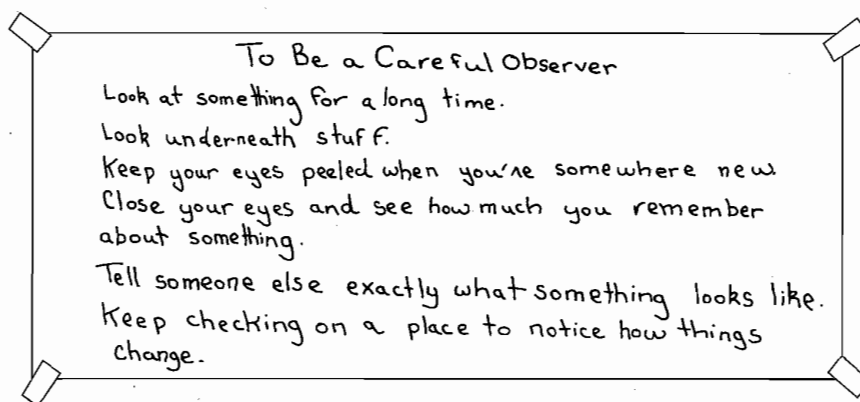 To Be a Careful Observer
Look at something for a long time.
Look underneath stuff.
Keep your eyes peeled when you're somewhere new.
Close your eyes and see how much you remember
about something.
Tell someone else exactly what something looks like.
Keep checking on a place to notice how things
change.